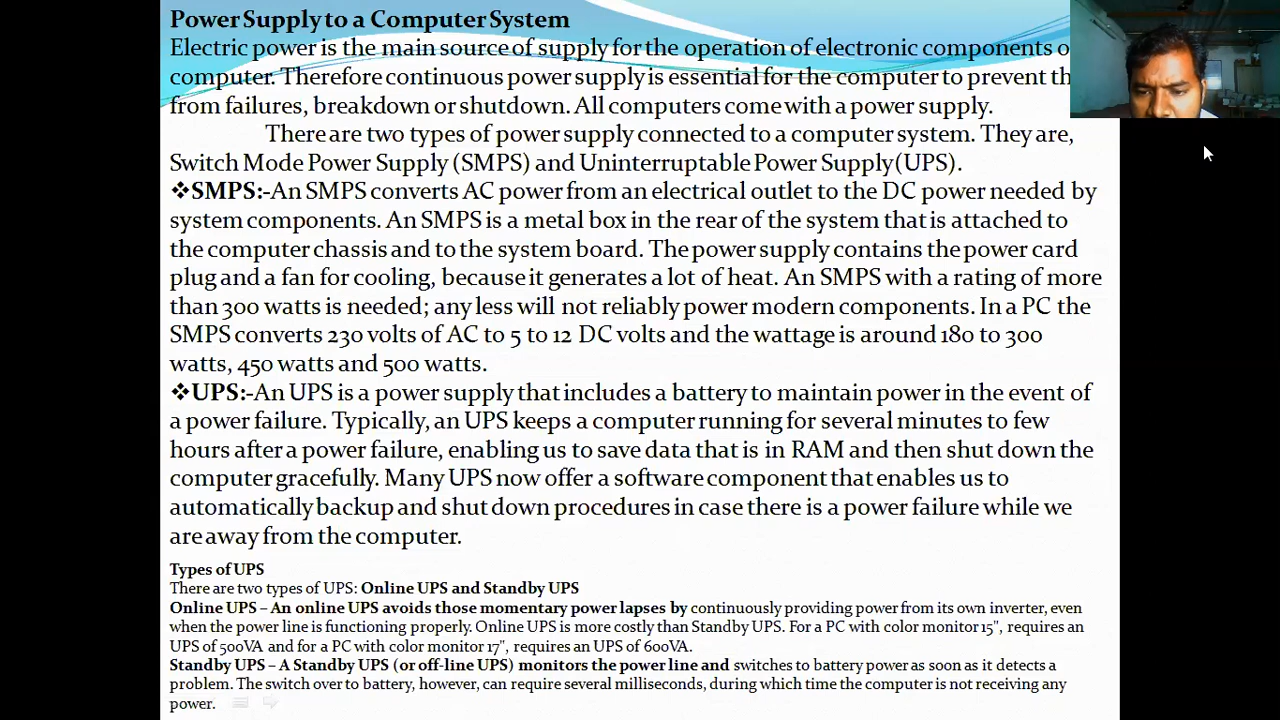 Power Supply to a Computer System
Electric power is the main source of supply for the operation of electronic components o
computer. Therefore continuous power supply is essential for the computer to prevent th
from failures, breakdown or shutdown. All computers come with a power supply.
There are two types of power supply connected to a computer system. They are,
Switch Mode Power Supply (SMPS) and Uninterruptable Power Supply (UPS).
❖SMPS:-An SMPS converts AC power from an electrical outlet to the DC power needed by
system components. An SMPS is a metal box in the rear of the system that is attached to
the computer chassis and to the system board. The power supply contains the power card
plug and a fan for cooling, because it generates a lot of heat. An SMPS with a rating of more
than 300 watts is needed; any less will not reliably power modern components. In a PC the
SMPS converts 230 volts of AC to 5 to 12 DC volts and the wattage is around 180 to 300
watts, 450 watts and 500 watts.
❖UPS:-An UPS is a power supply that includes a battery to maintain power in the event of
a power failure. Typically, an UPS keeps a computer running for several minutes to few
hours after a power failure, enabling us to save data that is in RAM and then shut down the
computer gracefully. Many UPS now offer a software component that enables us to
automatically backup and shut down procedures in case there is a power failure while we
are away from the computer.
Types of UPS
There are two types of UPS: Online UPS and Standby UPS
Online UPS – An online UPS avoids those momentary power lapses by continuously providing power from its own inverter, even
when the power line is functioning properly. Online UPS is more costly than Standby UPS. For a PC with color monitor 15", requires an
UPS of 500VA and for a PC with color monitor 17", requires an UPS of 600VA.
Standby UPS – A Standby UPS (or off-line UPS) monitors the power line and switches to battery power as soon as it detects a
problem. The switch over to battery, however, can require several milliseconds, during which time the computer is not receiving any
power.